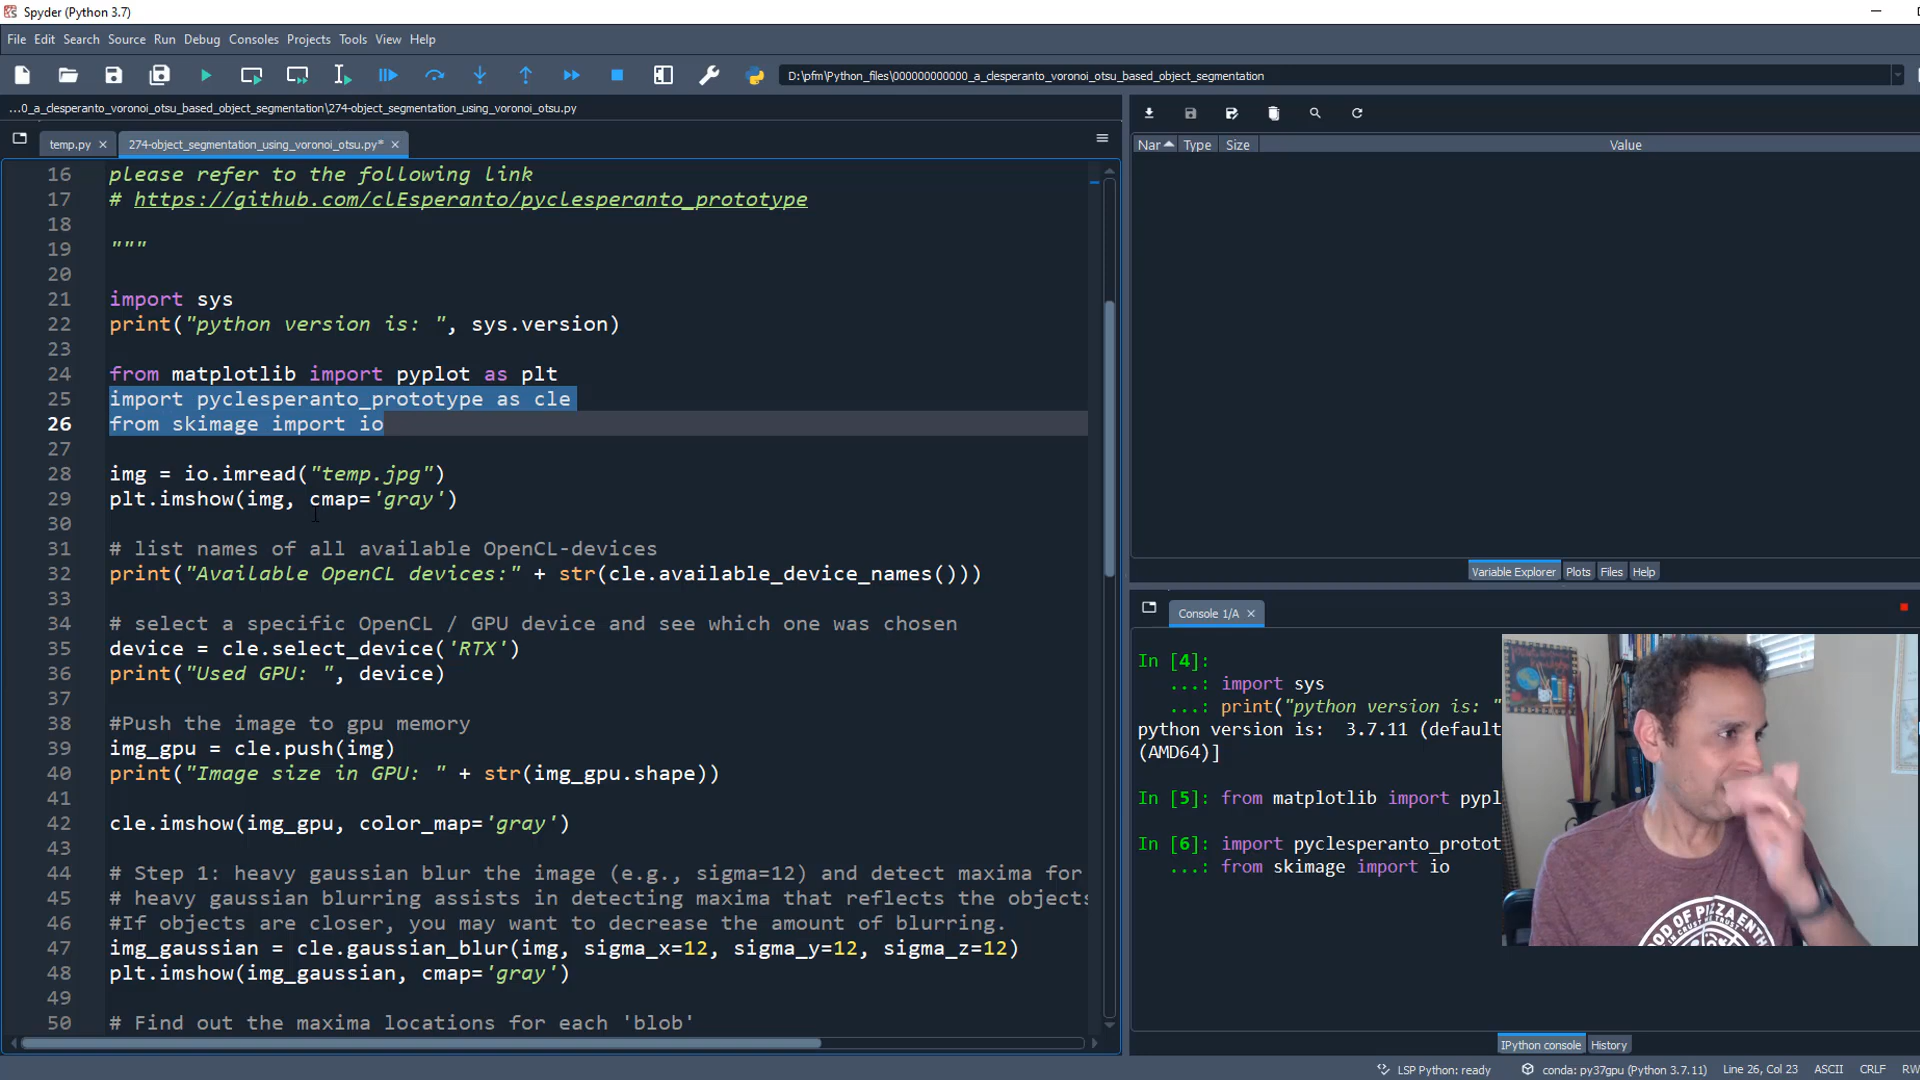 Spyder (Python 3.7)
File Edit Search Source Run Debug Consoles Projects Tools View Help
D:\pfm\Python_files\000000000000_a_clesperanto_voronoi_otsu_based_object_segmentation
...0_a_clesperanto_voronoi_otsu_based_object_segmentation\274-object_segmentation_using_voronoi_otsu.py
temp.py 274-object_segmentation_using_voronoi_otsu.py*
16 please refer to the following link
17 # https://github.com/clEsperanto/pyclesperanto_prototype
18
19 """
20
21 import sys
22 print("python version is: ", sys.version)
23
24 from matplotlib import pyplot as plt
25 import pyclesperanto_prototype as cle
26 from skimage import io
27
28 img = io.imread("temp.jpg")
29 plt.imshow(img, cmap='gray')
30
31 # list names of all available OpenCL-devices
32 print("Available OpenCL devices:" + str(cle.available_device_names()))
33
34 # select a specific OpenCL / GPU device and see which one was chosen
35 device = cle.select_device('RTX')
36 print("Used GPU: ", device)
37
38 #Push the image to gpu memory
39 img_gpu = cle.push(img)
40 print("Image size in GPU: " + str(img_gpu.shape))
41
42 cle.imshow(img_gpu, color_map='gray')
43
44 # Step 1: heavy gaussian blur the image (e.g., sigma=12) and detect maxima for
45 # heavy gaussian blurring assists in detecting maxima that reflects the objects
46 #If objects are closer, you may want to decrease the amount of blurring.
47 img_gaussian = cle.gaussian_blur(img, sigma_x=12, sigma_y=12, sigma_z=12)
48 plt.imshow(img_gaussian, cmap='gray')
49
50 # Find out the maxima locations for each 'blob'
Nar Type Size Value
Variable Explorer Plots Files Help
Console 1/A
In [4]:
...: import sys
...: print("python version is: "
python version is: 3.7.11 (default
(AMD64)]
In [5]: from matplotlib import pypl
In [6]: import pyclesperanto_protot
...: from skimage import io
OD OF PIZZA ENTH
IPython console History
LSP Python: ready conda: py37gpu (Python 3.7.11) Line 26, Col 23 ASCII CRLF RW